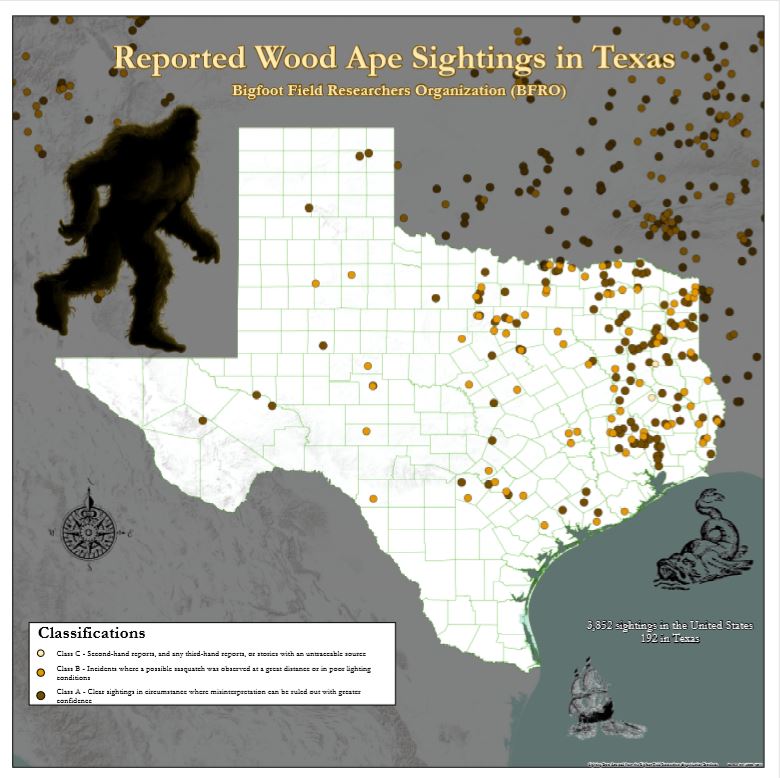 Reported Wood Ape Sightings in Texas
Bigfoot Field Researchers Organization (BFRO)
N
W
E
S
3,852 sightings in the United States
192 in Texas
Classifications
Class C - Second-hand reports, and any third-hand reports, or stories with an untraceable source
Class B - Incidents where a possible sasquatch was observed at a great distance or in poor lighting
conditions
Class A - Clear sightings in circumstance where misinterpretation can be ruled out with greater
confidence